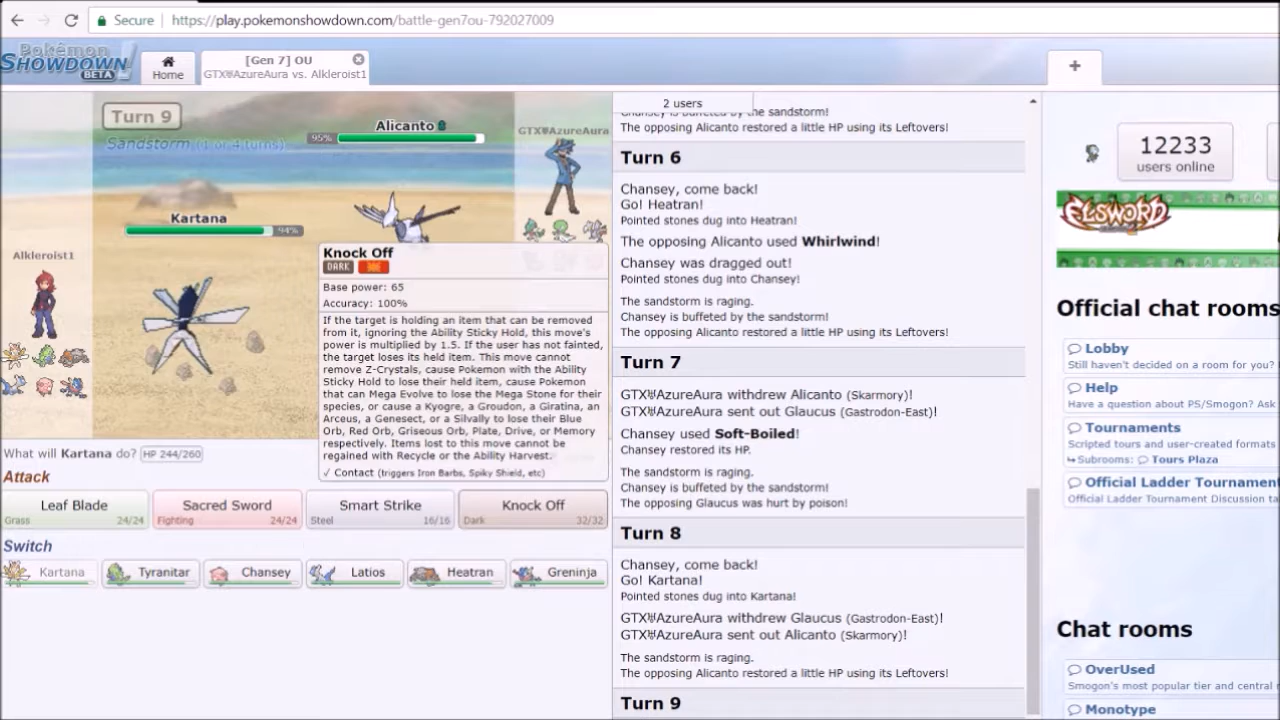 Secure https://play.pokemonshowdown.com/battle-gen7ou-792027009
Pokémon
SHOWDOWN
BETA
Home
[Gen 7] OU
GTX♅AzureAura vs. Alkleroist1
+
Turn 9
Sandstorm (1 or 4 turns)
Alicanto
95%
GTX♅AzureAura
Kartana
94%
Alkleroist1
Knock Off
DARK
Base power: 65
Accuracy: 100%
If the target is holding an item that can be removed
from it, ignoring the Ability Sticky Hold, this move's
power is multiplied by 1.5. If the user has not fainted,
the target loses its held item. This move cannot
remove Z-Crystals, cause Pokemon with the Ability
Sticky Hold to lose their held item, cause Pokemon
that can Mega Evolve to lose the Mega Stone for their
species, or cause a Kyogre, a Groudon, a Giratina, an
Arceus, a Genesect, or a Silvally to lose their Blue
Orb, Red Orb, Griseous Orb, Plate, Drive, or Memory
respectively. Items lost to this move cannot be
regained with Recycle or the Ability Harvest.
✓ Contact (triggers Iron Barbs, Spiky Shield, etc)
What will Kartana do? HP 244/260
Attack
Leaf Blade
Grass 24/24
Sacred Sword
Fighting 24/24
Smart Strike
Steel 16/16
Knock Off
Dark 32/32
Switch
Kartana
Tyranitar
Chansey
Latios
Heatran
Greninja
2 users
Chansey is buffeted by the sandstorm!
The opposing Alicanto restored a little HP using its Leftovers!
Turn 6
Chansey, come back!
Go! Heatran!
Pointed stones dug into Heatran!
The opposing Alicanto used Whirlwind!
Chansey was dragged out!
Pointed stones dug into Chansey!
The sandstorm is raging.
Chansey is buffeted by the sandstorm!
The opposing Alicanto restored a little HP using its Leftovers!
Turn 7
GTX♅AzureAura withdrew Alicanto (Skarmory)!
GTX♅AzureAura sent out Glaucus (Gastrodon-East)!
Chansey used Soft-Boiled!
Chansey restored its HP.
The sandstorm is raging.
Chansey is buffeted by the sandstorm!
The opposing Glaucus was hurt by poison!
Turn 8
Chansey, come back!
Go! Kartana!
Pointed stones dug into Kartana!
GTX♅AzureAura withdrew Glaucus (Gastrodon-East)!
GTX♅AzureAura sent out Alicanto (Skarmory)!
The sandstorm is raging.
The opposing Alicanto restored a little HP using its Leftovers!
Turn 9
12233
users online
ELSWORD
Official chat rooms
Lobby
Still haven't decided on a room for you?
Help
Have a question about PS/Smogon? Ask
Tournaments
Scripted tours and user-created formats
Subrooms: Tours Plaza
Official Ladder Tournament
Official Ladder Tournament Discussion ta
Chat rooms
OverUsed
Smogon's most popular tier and central
Monotype